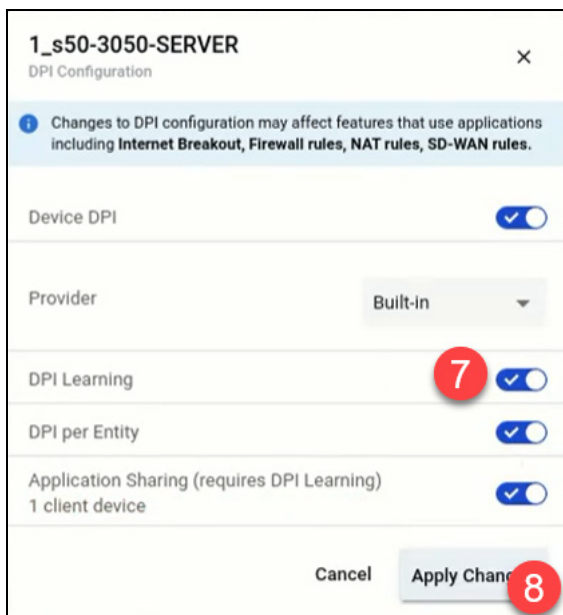 1_s50-3050-SERVER
DPI Configuration
Changes to DPI configuration may affect features that use applications
including Internet Breakout, Firewall rules, NAT rules, SD-WAN rules.
Device DPI
Provider
Built-in
DPI Learning
7
DPI per Entity
Application Sharing (requires DPI Learning)
1 client device
Cancel
Apply Chan
8